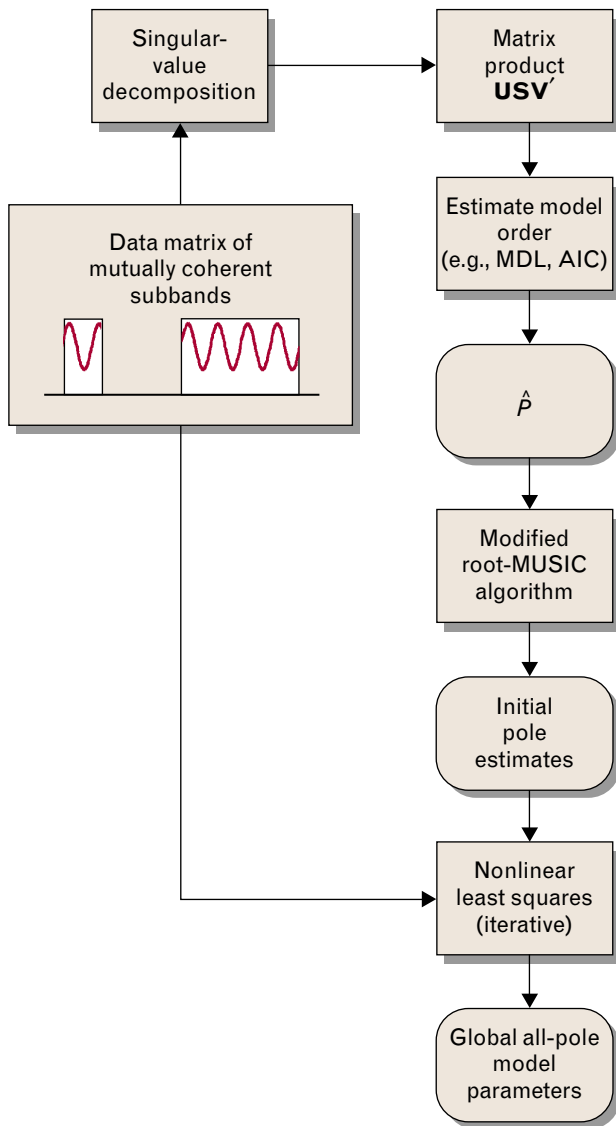 Singular-
value
decomposition
Matrix
product
USV′
Data matrix of
mutually coherent
subbands
Estimate model
order
(e.g., MDL, AIC)
P̂
Modified
root-MUSIC
algorithm
Initial
pole
estimates
Nonlinear
least squares
(iterative)
Global all-pole
model
parameters